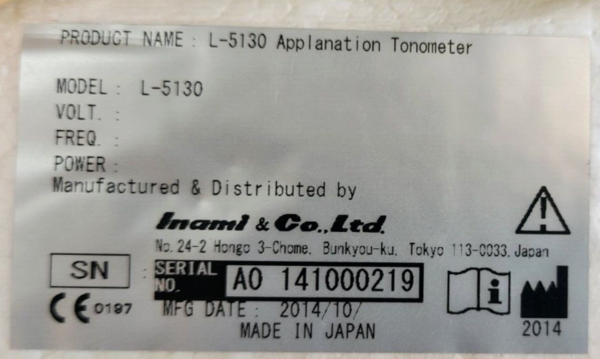 PRODUCT NAME : L-5130 Applanation Tonometer
MODEL : L-5130
VOLT. :
FREQ. :
POWER :
Manufactured & Distributed by
Inami & Co.,Ltd.
No. 24-2 Hongo 3-Chome, Bunkyou-ku, Tokyo 113-0033, Japan
SN : SERIAL NO. A0 141000219
CE 0197 MFG DATE : 2014/10/
MADE IN JAPAN 2014